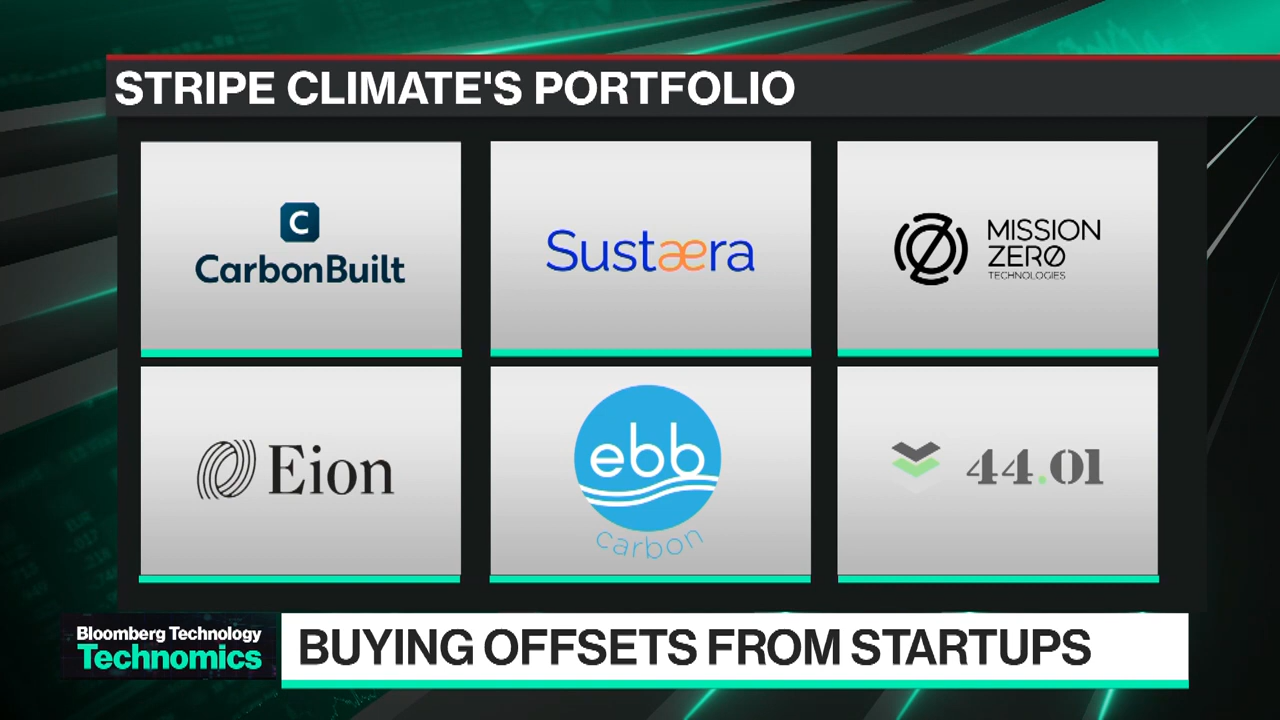 STRIPE CLIMATE'S PORTFOLIO
C
CarbonBuilt
Sustæra
MISSION
ZERØ
TECHNOLOGIES
Eion
ebb
carbon
44.01
Bloomberg Technology
Technomics
BUYING OFFSETS FROM STARTUPS